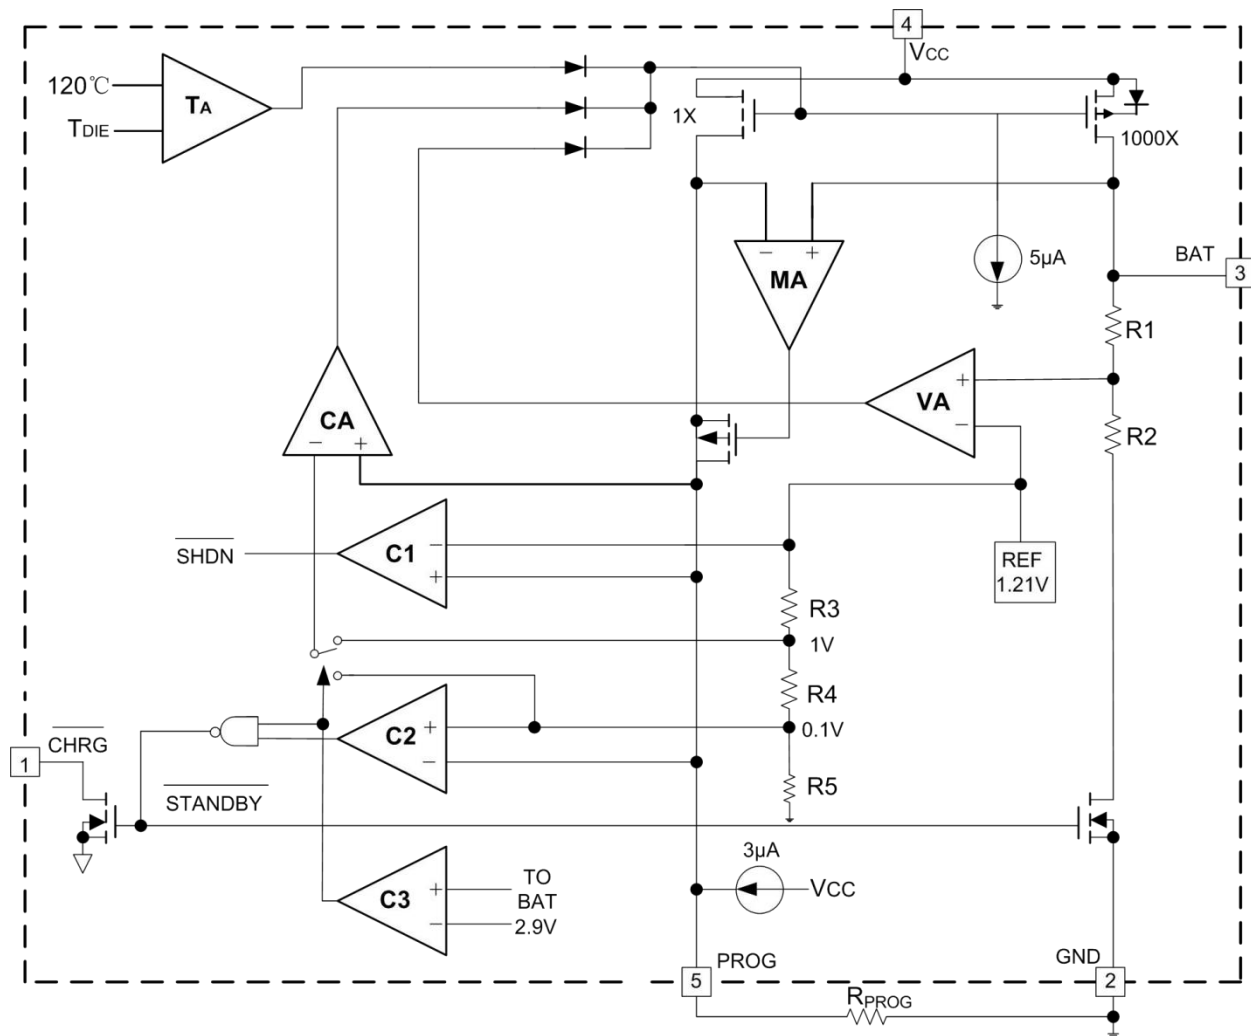 4
VCC
120℃
TA
TDIE
1X
1000X
− +
MA
5µA
BAT
3
R1
+
VA
−
R2
CA
− +
SHDN
C1
−
+
REF
1.21V
R3
1V
R4
0.1V
CHRG
1
C2
+
−
R5
STANDBY
3µA
VCC
C3
+
−
TO
BAT
2.9V
PROG
5
GND
2
RPROG